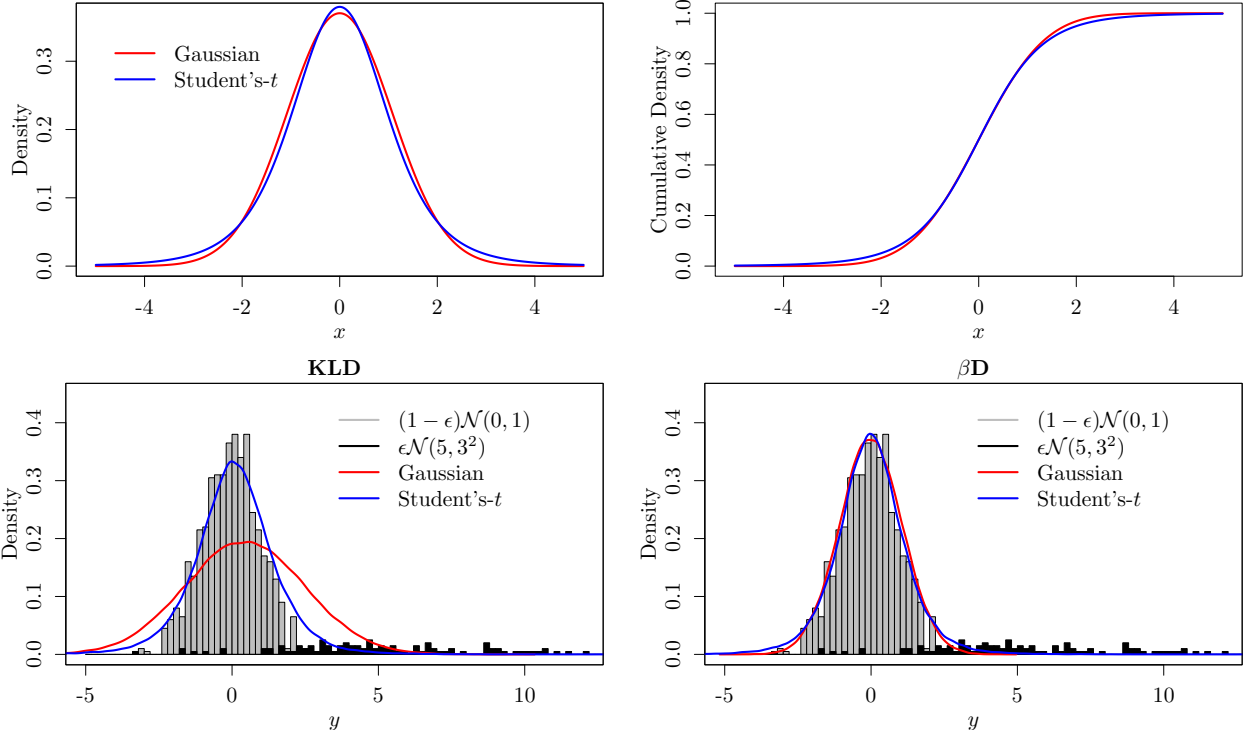 Density
0.0 0.1 0.2 0.3
Gaussian
Student's-t
-4 -2 0 2 4
x
Cumulative Density
0.0 0.2 0.4 0.6 0.8 1.0
-4 -2 0 2 4
x
KLD
Density
0.0 0.1 0.2 0.3 0.4
(1 − ϵ)𝒩(0, 1)
ϵ𝒩(5, 3²)
Gaussian
Student's-t
-5 0 5 10
y
βD
Density
0.0 0.1 0.2 0.3 0.4
(1 − ϵ)𝒩(0, 1)
ϵ𝒩(5, 3²)
Gaussian
Student's-t
-5 0 5 10
y